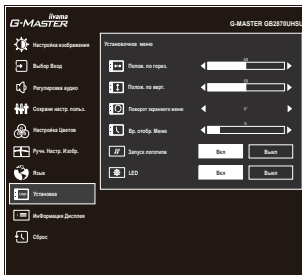 iiyama
G-MASTER
G-MASTER GB2870UHSU
Настройка изображения
Выбор Вход
Регулировка аудио
Сохрани настр. польз.
Настройка Цветов
Ручн. Настр. Изобр.
Язык
Установка
Информация Дисплея
Сброс
Установочное меню
Полож. по гориз.
Полож. по верт.
50
Поворот экранного меню
0°
Вр. отобр. Меню
Запуск логотипа
Вкл
Выкл
LED
Вкл
Выкл